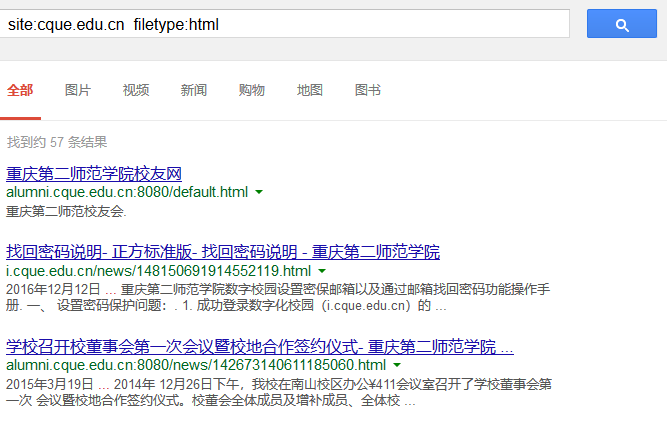 site:cque.edu.cn  filetype:html
全部 图片 视频 新闻 购物 地图 图书
找到约 57 条结果
重庆第二师范学院校友网
alumni.cque.edu.cn:8080/default.html
重庆第二师范校友会.
找回密码说明- 正方标准版- 找回密码说明 - 重庆第二师范学院
i.cque.edu.cn/news/148150691914552119.html
2016年12月12日 ... 重庆第二师范学院数字校园设置密保邮箱以及通过邮箱找回密码功能操作手
册. 一、 设置密码保护问题: . 1. 成功登录数字化校园（i.cque.edu.cn）的 ...
学校召开校董事会第一次会议暨校地合作签约仪式- 重庆第二师范学院 ...
alumni.cque.edu.cn:8080/news/142673140611185060.html
2015年3月19日 ... 2014年 12月26日下午，我校在南山校区办公¥411会议室召开了学校董事会第
一次 会议暨校地合作签约仪式。校董会全体成员及增补成员、全体校 ...